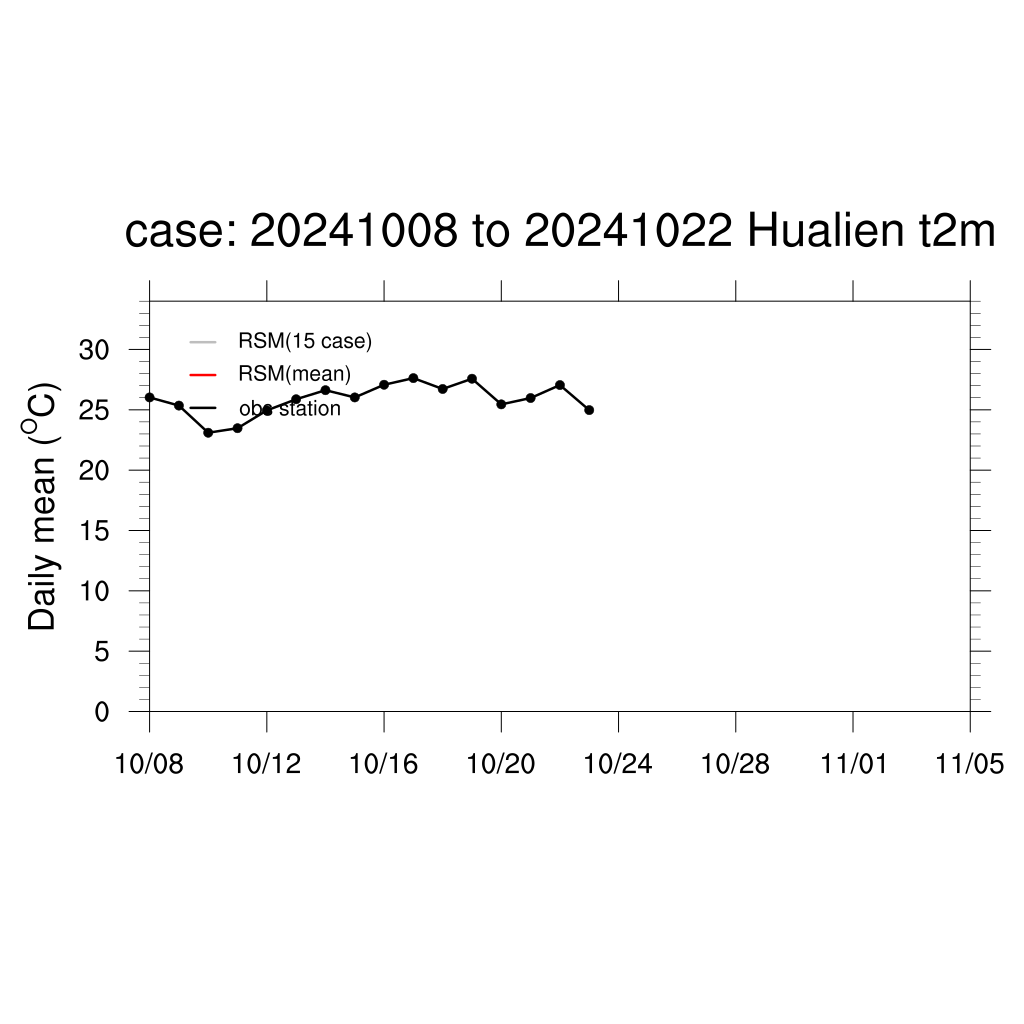 case: 20241008 to 20241022 Hualien t2m
RSM(15 case)
RSM(mean)
obs station
Daily mean (°C)
30
25
20
15
10
5
0
10/08 10/12 10/16 10/20 10/24 10/28 11/01 11/05